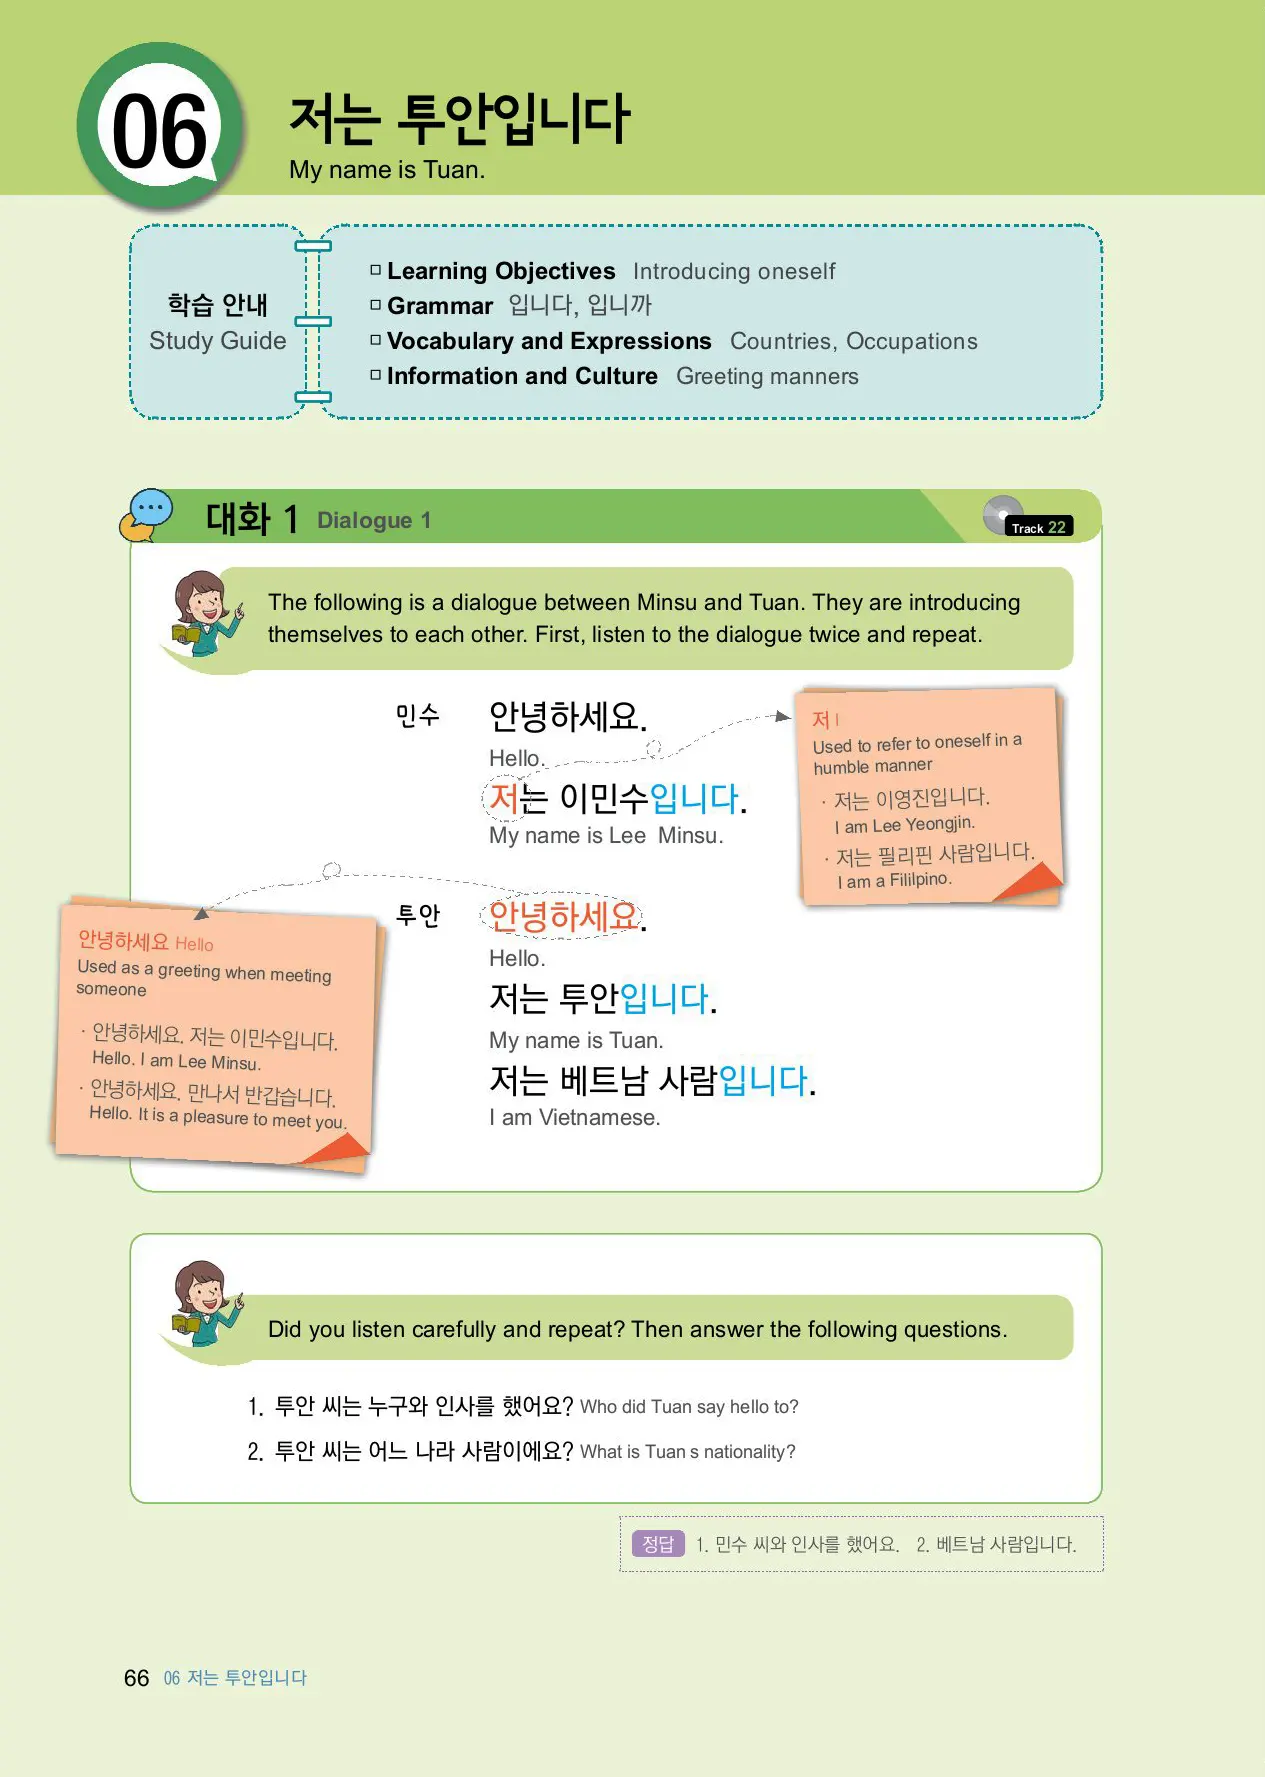 06
저는 투안입니다
My name is Tuan.
학습 안내
Study Guide
Learning Objectives Introducing oneself
Grammar 입니다, 입니까
Vocabulary and Expressions Countries, Occupations
Information and Culture Greeting manners
대화 1 Dialogue 1
Track 22
The following is a dialogue between Minsu and Tuan. They are introducing
themselves to each other. First, listen to the dialogue twice and repeat.
민수 안녕하세요.
Hello.
저는 이민수입니다.
My name is Lee Minsu.
저 I
Used to refer to oneself in a
humble manner
· 저는 이영진입니다.
I am Lee Yeongjin.
· 저는 필리핀 사람입니다.
I am a Fililpino.
투안 안녕하세요.
Hello.
저는 투안입니다.
My name is Tuan.
저는 베트남 사람입니다.
I am Vietnamese.
안녕하세요 Hello
Used as a greeting when meeting
someone
· 안녕하세요. 저는 이민수입니다.
Hello. I am Lee Minsu.
· 안녕하세요. 만나서 반갑습니다.
Hello. It is a pleasure to meet you.
Did you listen carefully and repeat? Then answer the following questions.
1. 투안 씨는 누구와 인사를 했어요? Who did Tuan say hello to?
2. 투안 씨는 어느 나라 사람이에요? What is Tuan s nationality?
정답 1. 민수 씨와 인사를 했어요. 2. 베트남 사람입니다.
66 06 저는 투안입니다